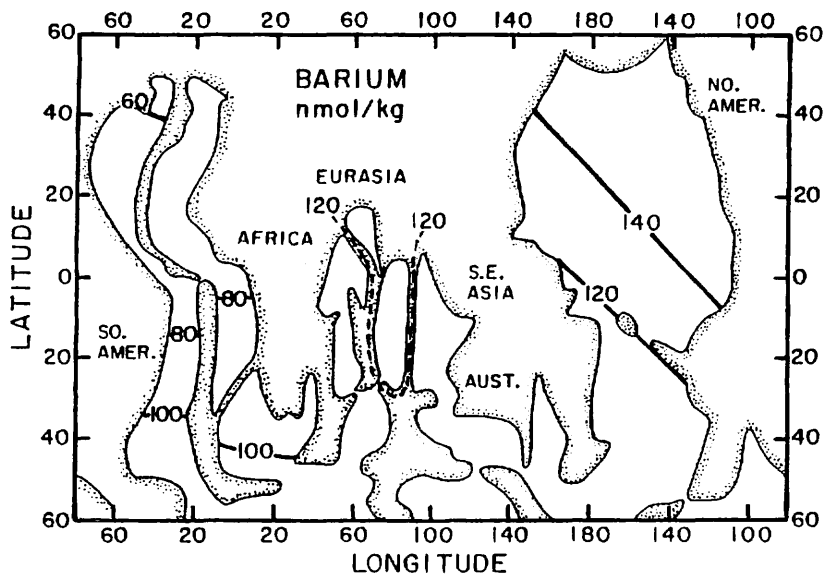 60 20 20 60 100 140 180 140 100
60 60
BARIUM
nmol/kg
NO.
AMER.
60
40 40
EURASIA
20 120 120 20
140
AFRICA
LATITUDE
0 0
S.E.
ASIA
80 120
SO.
AMER.
80
20 20
AUST.
100
40 100 40
60 60
60 20 20 60 100 140 180 140 100
LONGITUDE